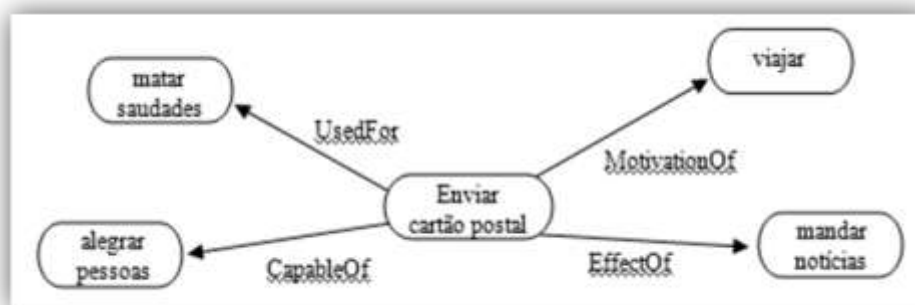 matar
saudades
viajar
UsedFor
MotivationOf
Enviar
cartão postal
alegrar
pessoas
CapableOf
EffectOf
mandar
notícias